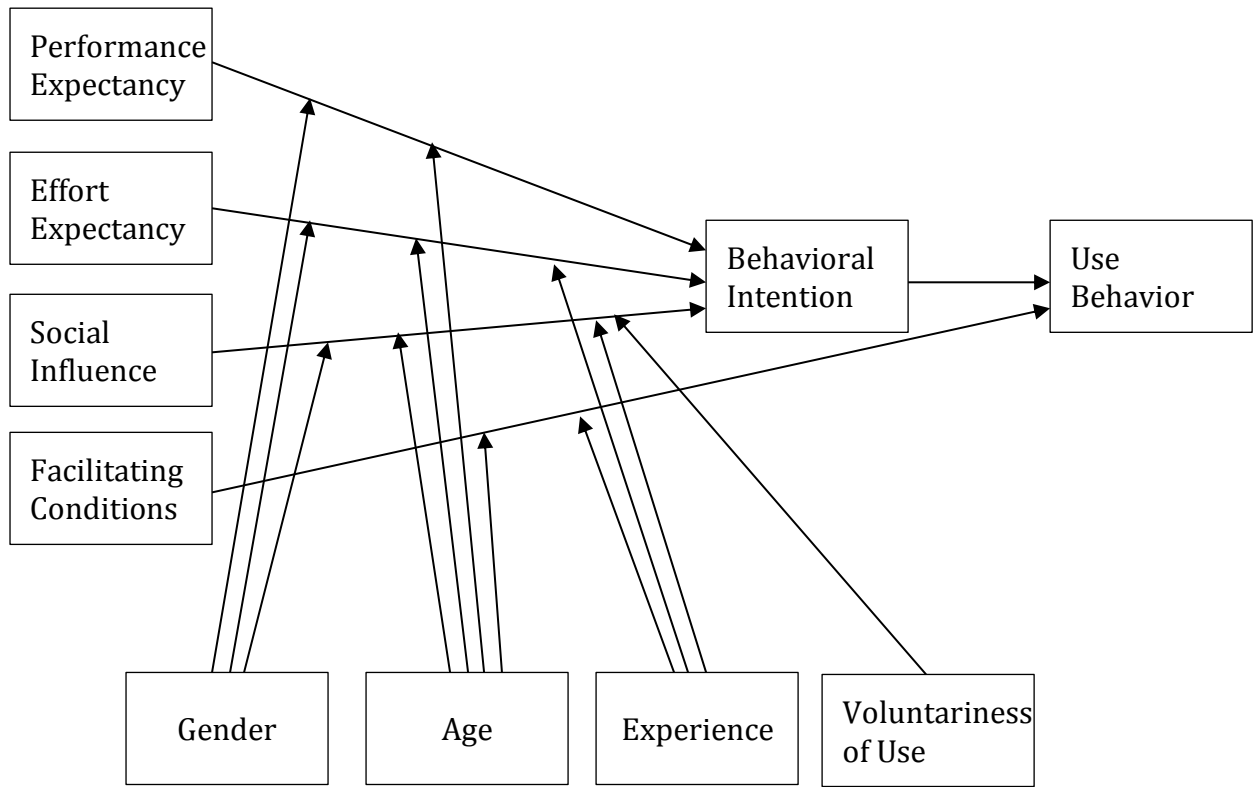 Performance
Expectancy
Effort
Expectancy
Social
Influence
Facilitating
Conditions
Behavioral
Intention
Use
Behavior
Gender
Age
Experience
Voluntariness
of Use